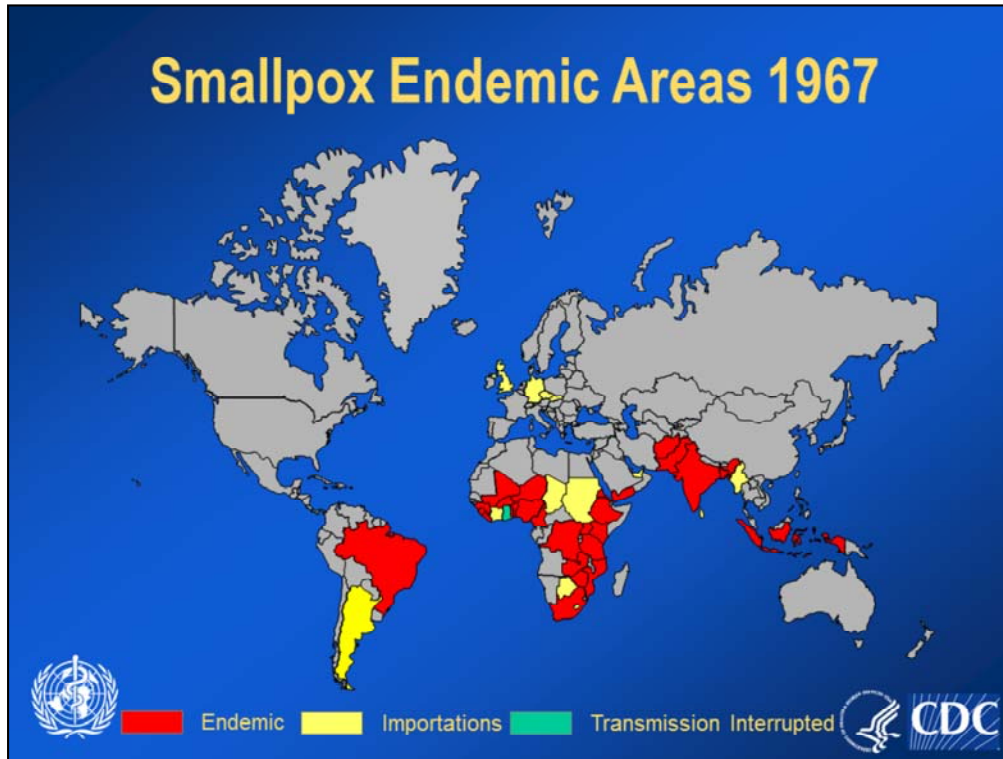 Smallpox Endemic Areas 1967
Endemic Importations Transmission Interrupted
CDC